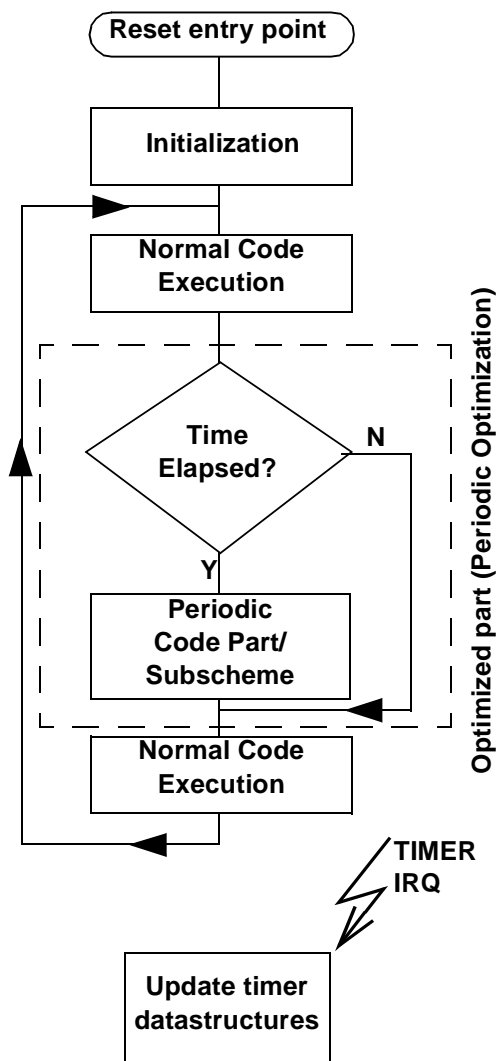 Reset entry point
Initialization
Normal Code
Execution
Time
Elapsed?
N
Y
Periodic
Code Part/
Subscheme
Normal Code
Execution
Optimized part (Periodic Optimization)
TIMER
IRQ
Update timer
datastructures